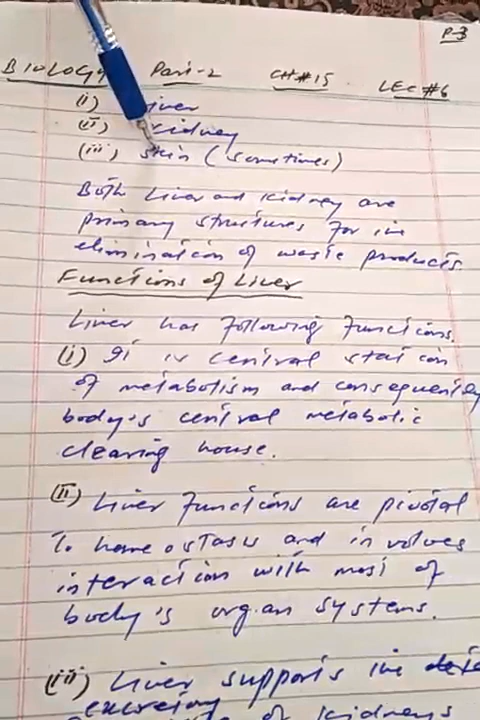 P-3
BIOLOGY Part-2 CH#15 LEC#6
(i) Liver
(ii) Kidney
(iii) skin (sometimes)
Both Liver and Kidney are
primary structures for the
elimination of waste products
Functions of Liver
Liver has following functions.
(i) It is central station
of metabolism and consequently
body's central metabolic
clearing house.
(ii) Liver functions are pivotal
To homeostasis and involves
interaction with most of
body's organ systems.
(iii) Liver supports the
excretory
of kidneys